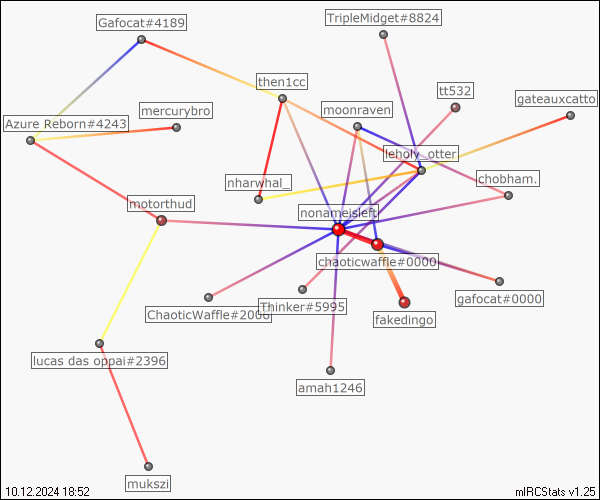 TripleMidget#8824
Gafocat#4189
then1cc
tt532
gateauxcatto
mercurybro
moonraven
Azure Reborn#4243
leholy_otter
nharwhal_
chobham.
motorthud
nonameisleft
chaoticwaffle#0000
gafocat#0000
Thinker#5995
ChaoticWaffle#2006
fakedingo
lucas das oppai#2396
amah1246
mukszi
10.12.2024 18:52
mIRCStats v1.25